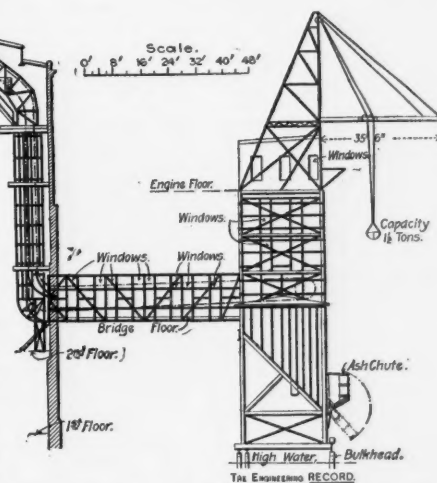 Scale.
0' 8' 16' 24' 32' 40' 48'
35' 6"
Windows.
Engine Floor.
Windows.
Capacity
1½ Tons.
Windows. Windows.
Bridge Floor.
2nd Floor.
Ash Chute.
1st Floor.
High Water. Bulkhead.
THE ENGINEERING RECORD.